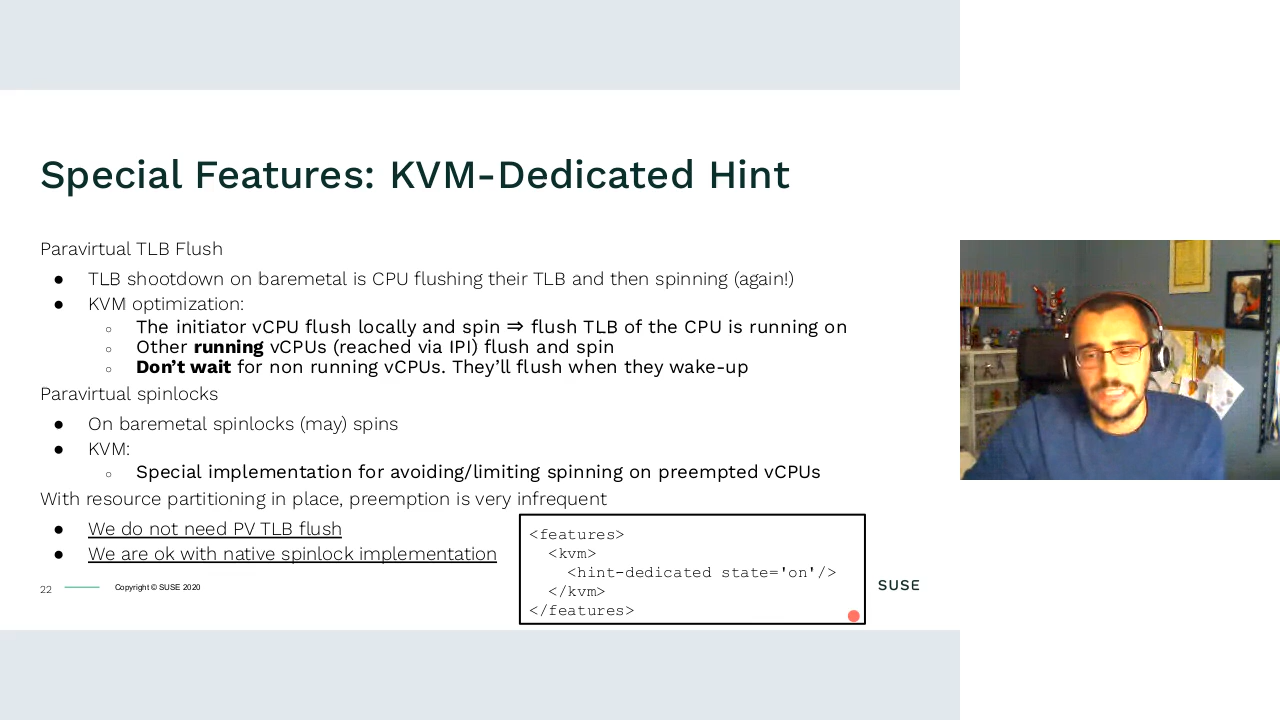 Special Features: KVM-Dedicated Hint
Paravirtual TLB Flush
● TLB shootdown on baremetal is CPU flushing their TLB and then spinning (again!)
● KVM optimization:
○ The initiator vCPU flush locally and spin ⇒ flush TLB of the CPU is running on
○ Other running vCPUs (reached via IPI) flush and spin
○ Don't wait for non running vCPUs. They'll flush when they wake-up
Paravirtual spinlocks
● On baremetal spinlocks (may) spins
● KVM:
○ Special implementation for avoiding/limiting spinning on preempted vCPUs
With resource partitioning in place, preemption is very infrequent
● We do not need PV TLB flush
● We are ok with native spinlock implementation
<features>
<kvm>
<hint-dedicated state='on'/>
</kvm>
</features>
22
Copyright © SUSE 2020
SUSE